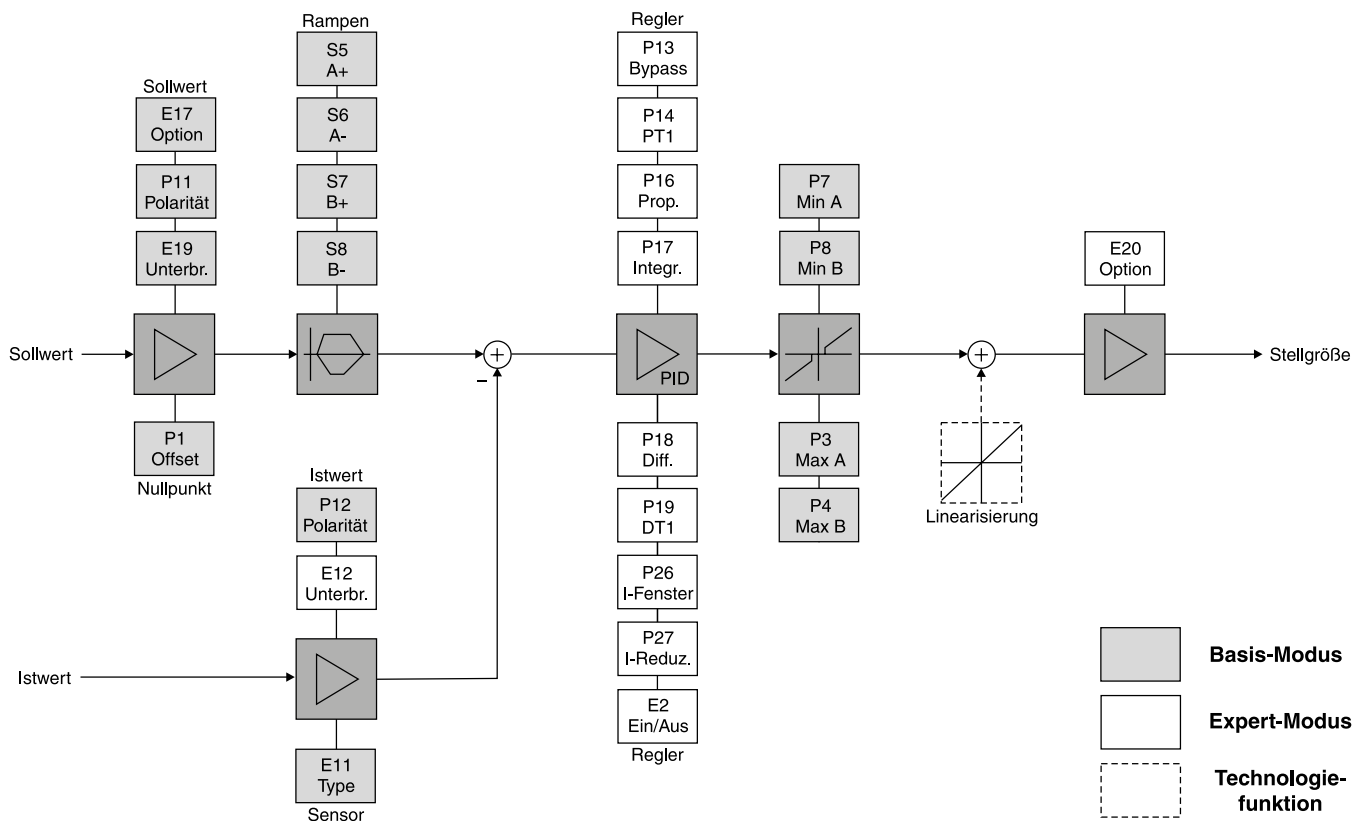 Sollwert
E17
Option
P11
Polarität
E19
Unterbr.
Sollwert
P1
Offset
Nullpunkt
Rampen
S5
A+
S6
A-
S7
B+
S8
B-
+
−
Istwert
P12
Polarität
E12
Unterbr.
Istwert
E11
Type
Sensor
Regler
P13
Bypass
P14
PT1
P16
Prop.
P17
Integr.
PID
P18
Diff.
P19
DT1
P26
I-Fenster
P27
I-Reduz.
E2
Ein/Aus
Regler
P7
Min A
P8
Min B
P3
Max A
P4
Max B
+
Linearisierung
E20
Option
Stellgröße
Basis-Modus
Expert-Modus
Technologie-
funktion